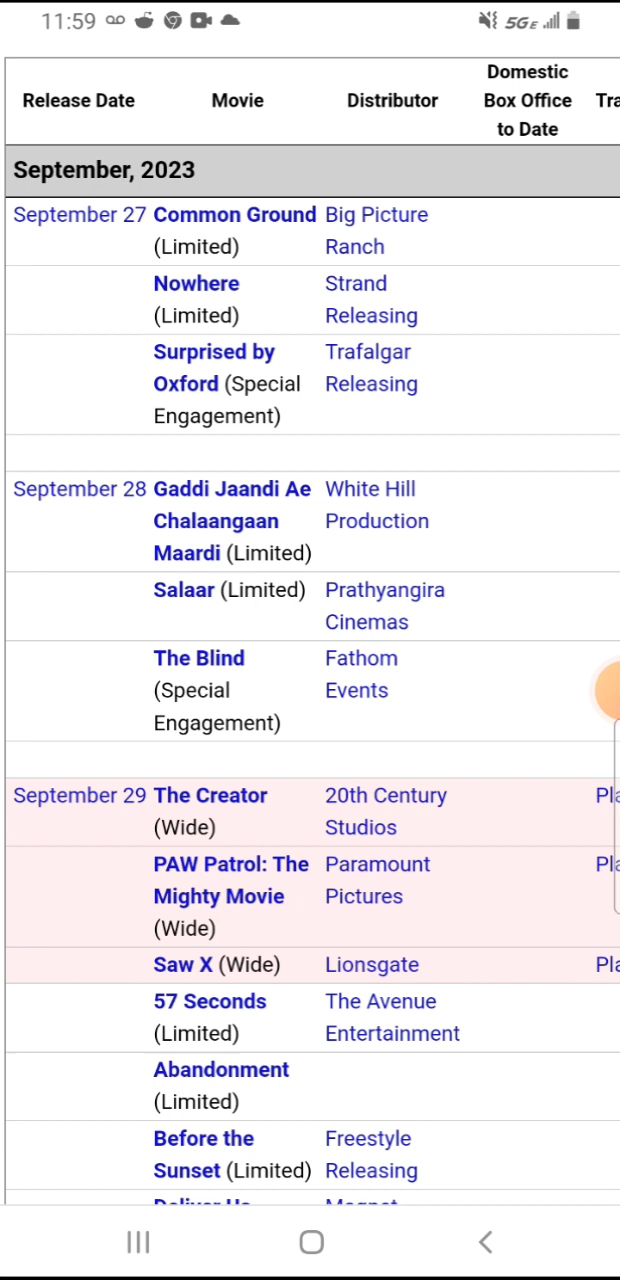 11:59
5GE
Release Date Movie Distributor Domestic Box Office to Date Tra
September, 2023
September 27 Common Ground Big Picture
(Limited) Ranch
Nowhere Strand
(Limited) Releasing
Surprised by Trafalgar
Oxford (Special Releasing
Engagement)
September 28 Gaddi Jaandi Ae White Hill
Chalaangaan Production
Maardi (Limited)
Salaar (Limited) Prathyangira
Cinemas
The Blind Fathom
(Special Events
Engagement)
September 29 The Creator 20th Century Pla
(Wide) Studios
PAW Patrol: The Paramount Pla
Mighty Movie Pictures
(Wide)
Saw X (Wide) Lionsgate Pla
57 Seconds The Avenue
(Limited) Entertainment
Abandonment
(Limited)
Before the Freestyle
Sunset (Limited) Releasing
Deliver Us Magnet